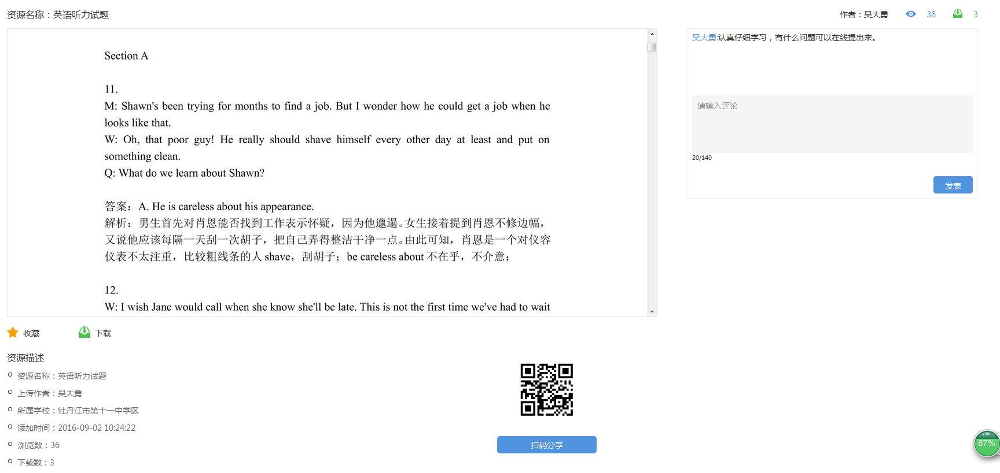 资源名称：英语听力试题
作者：吴大勇 36 3
Section A
11.
M: Shawn's been trying for months to find a job. But I wonder how he could get a job when he
looks like that.
W: Oh, that poor guy! He really should shave himself every other day at least and put on
something clean.
Q: What do we learn about Shawn?
答案：A. He is careless about his appearance.
解析：男生首先对肖恩能否找到工作表示怀疑，因为他邋遢。女生接着提到肖恩不修边幅，
又说他应该每隔一天刮一次胡子，把自己弄得整洁干净一点。由此可知，肖恩是一个对仪容
仪表不太注重，比较粗线条的人 shave，刮胡子；be careless about 不在乎，不介意；
12.
W: I wish Jane would call when she know she'll be late. This is not the first time we've had to wait
吴大勇:认真仔细学习，有什么问题可以在线提出来。
请输入评论
20/140
发表
收藏
下载
资源描述
资源名称：英语听力试题
上传作者：吴大勇
所属学校：牡丹江市第十一中学区
添加时间：2016-09-02 10:24:22
浏览数：36
下载数：3
扫码分享
67%